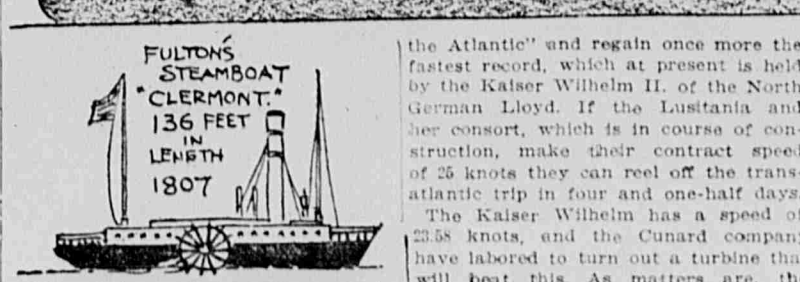 FULTON'S
STEAMBOAT
"CLERMONT."
136 FEET
IN
LENGTH
1807
the Atlantic" and regain once more the
fastest record, which at present is held
by the Kaiser Wilhelm II. of the North
German Lloyd. If the Lusitania and
her consort, which is in course of con-
struction, make their contract speed
of 25 knots they can reel off the trans-
atlantic trip in four and one-half days.
The Kaiser Wilhelm has a speed of
23.58 knots, and the Cunard company
have labored to turn out a turbine that
will beat this. As matters are, the